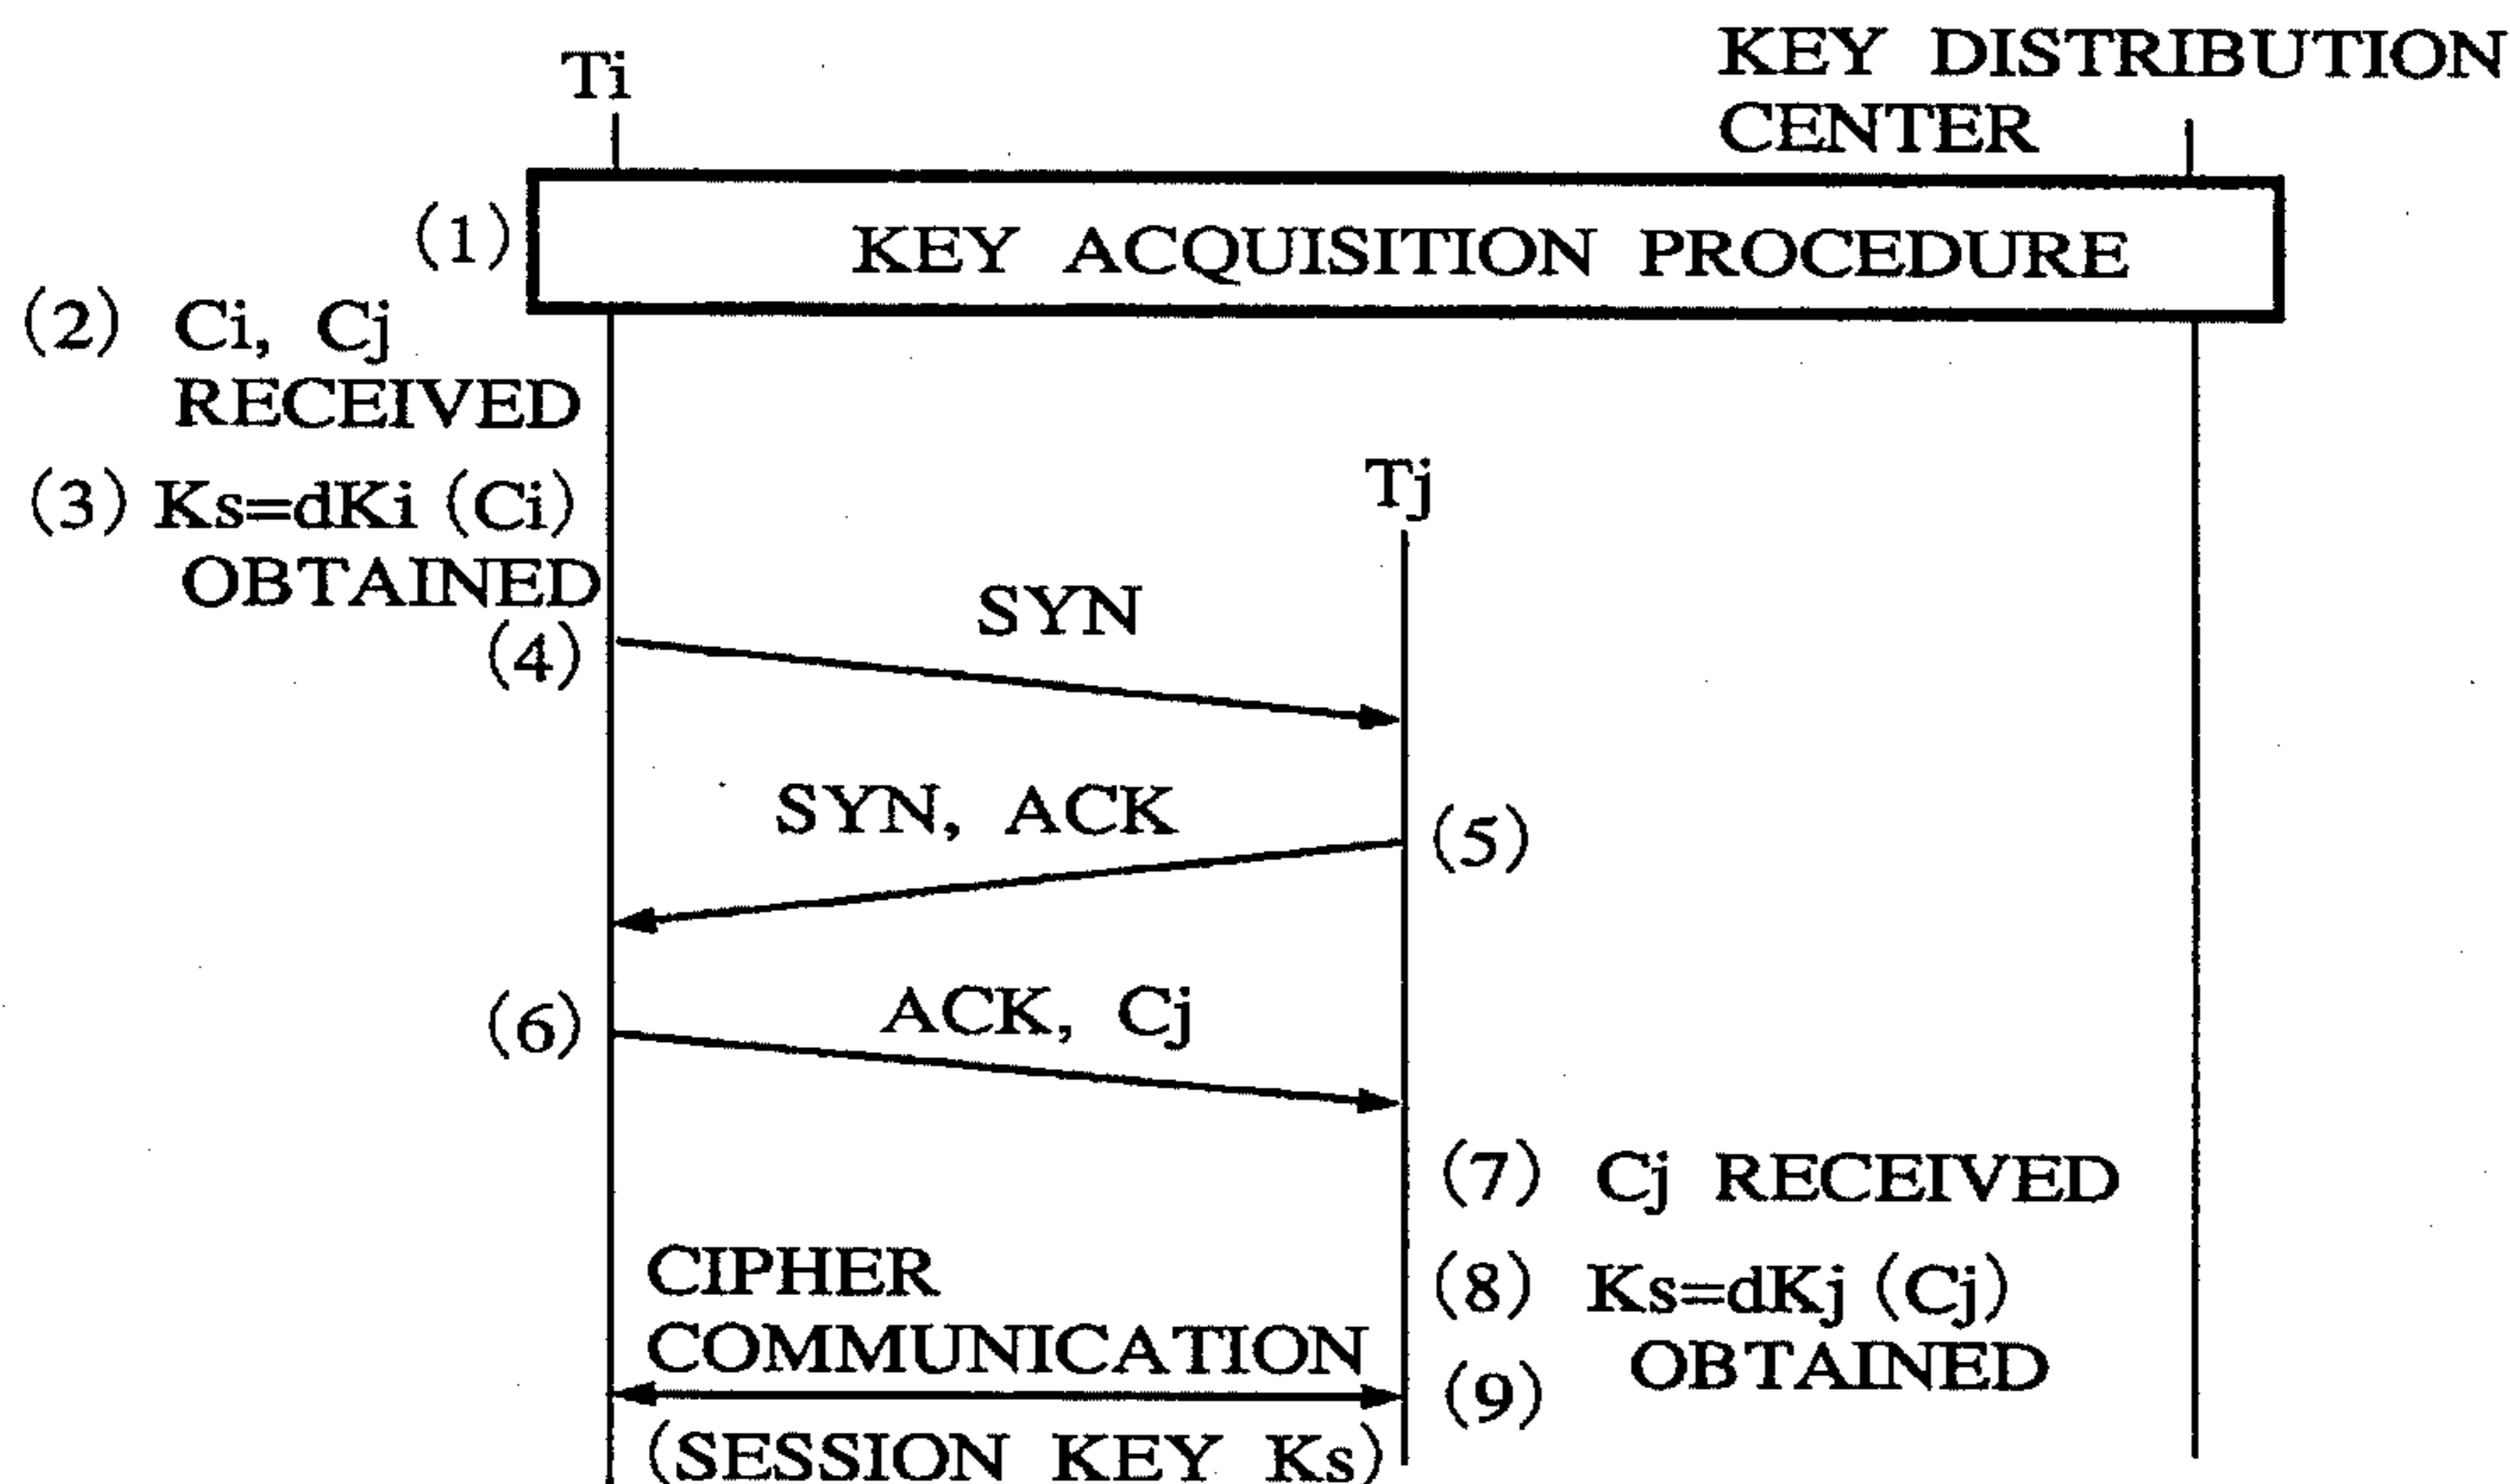 Ti
KEY DISTRIBUTION
CENTER
(1)
KEY ACQUISITION PROCEDURE
(2) Ci, Cj
RECEIVED
(3) Ks=dKi (Ci)
OBTAINED
Tj
(4)
SYN
SYN, ACK
(5)
(6)
ACK, Cj
(7) Cj RECEIVED
CIPHER
COMMUNICATION
(8) Ks=dKj (Cj)
OBTAINED
(9)
(SESSION KEY Ks)